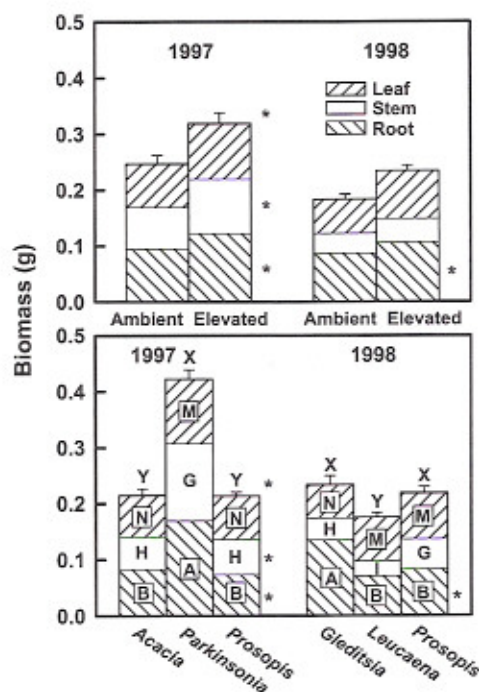 0.5
1997
1998
0.4
Leaf
Stem
Root
*
0.3
*
0.2
*
*
0.1
0.0
Ambient Elevated
Ambient Elevated
Biomass (g)
0.5
1997
1998
X
0.4
M
0.3
G
Y
Y
*
X
Y
X
0.2
N
N
N
M
M
H
H
*
H
G
0.1
B
A
B
*
A
I
B
B
*
0.0
Acacia
Parkinsonia
Prosopis
Gleditsia
Leucaena
Prosopis